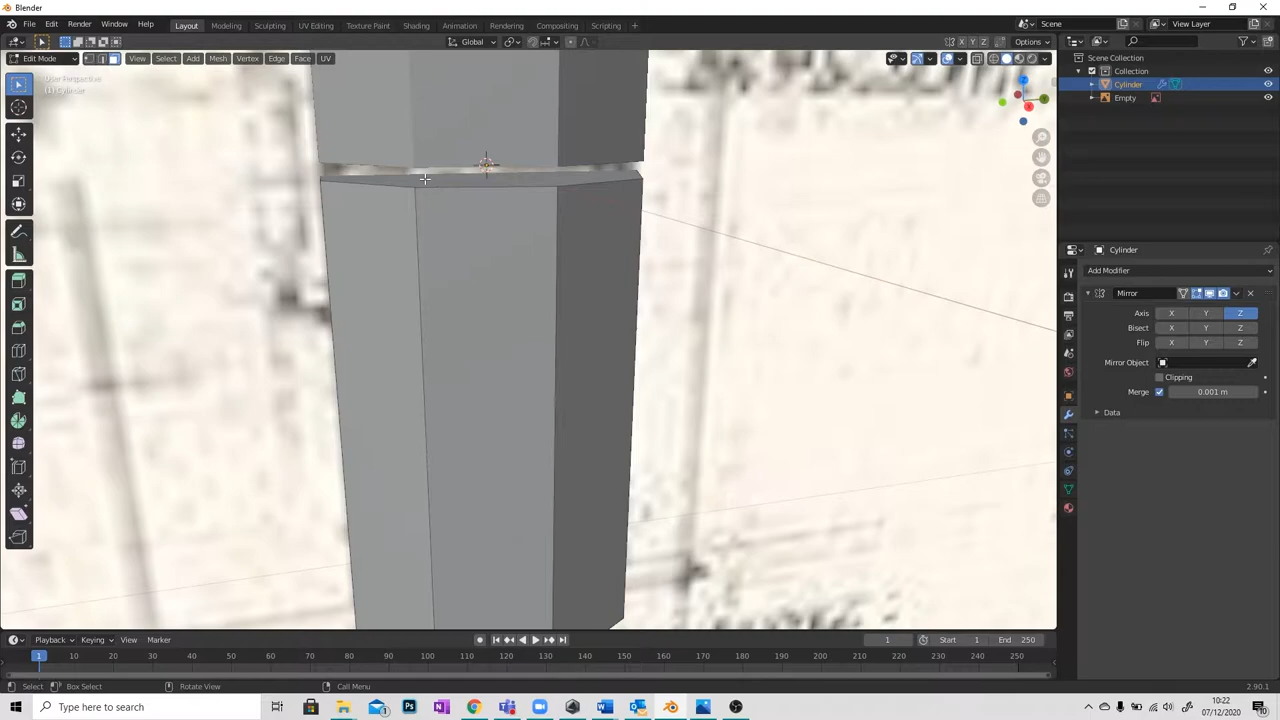 Blender
File Edit Render Window Help Layout Modeling Sculpting UV Editing Texture Paint Shading Animation Rendering Compositing Scripting + Scene View Layer
Global X Y Z Options
Edit Mode View Select Add Mesh Vertex Edge Face UV
User Perspective
(1) Cylinder
Z
Y
X
Scene Collection
Collection
Cylinder
Empty
Cylinder
Add Modifier
Mirror
Axis X Y Z
Bisect X Y Z
Flip X Y Z
Mirror Object
Clipping
Merge 0.001 m
Data
Playback Keying View Marker 1 Start 1 End 250
1 10 20 30 40 50 60 70 80 90 100 110 120 130 140 150 160 170 180 190 200 210 220 230 240 250
Select Box Select Rotate View Call Menu 2.90.1
Type here to search
10:22
07/12/2020